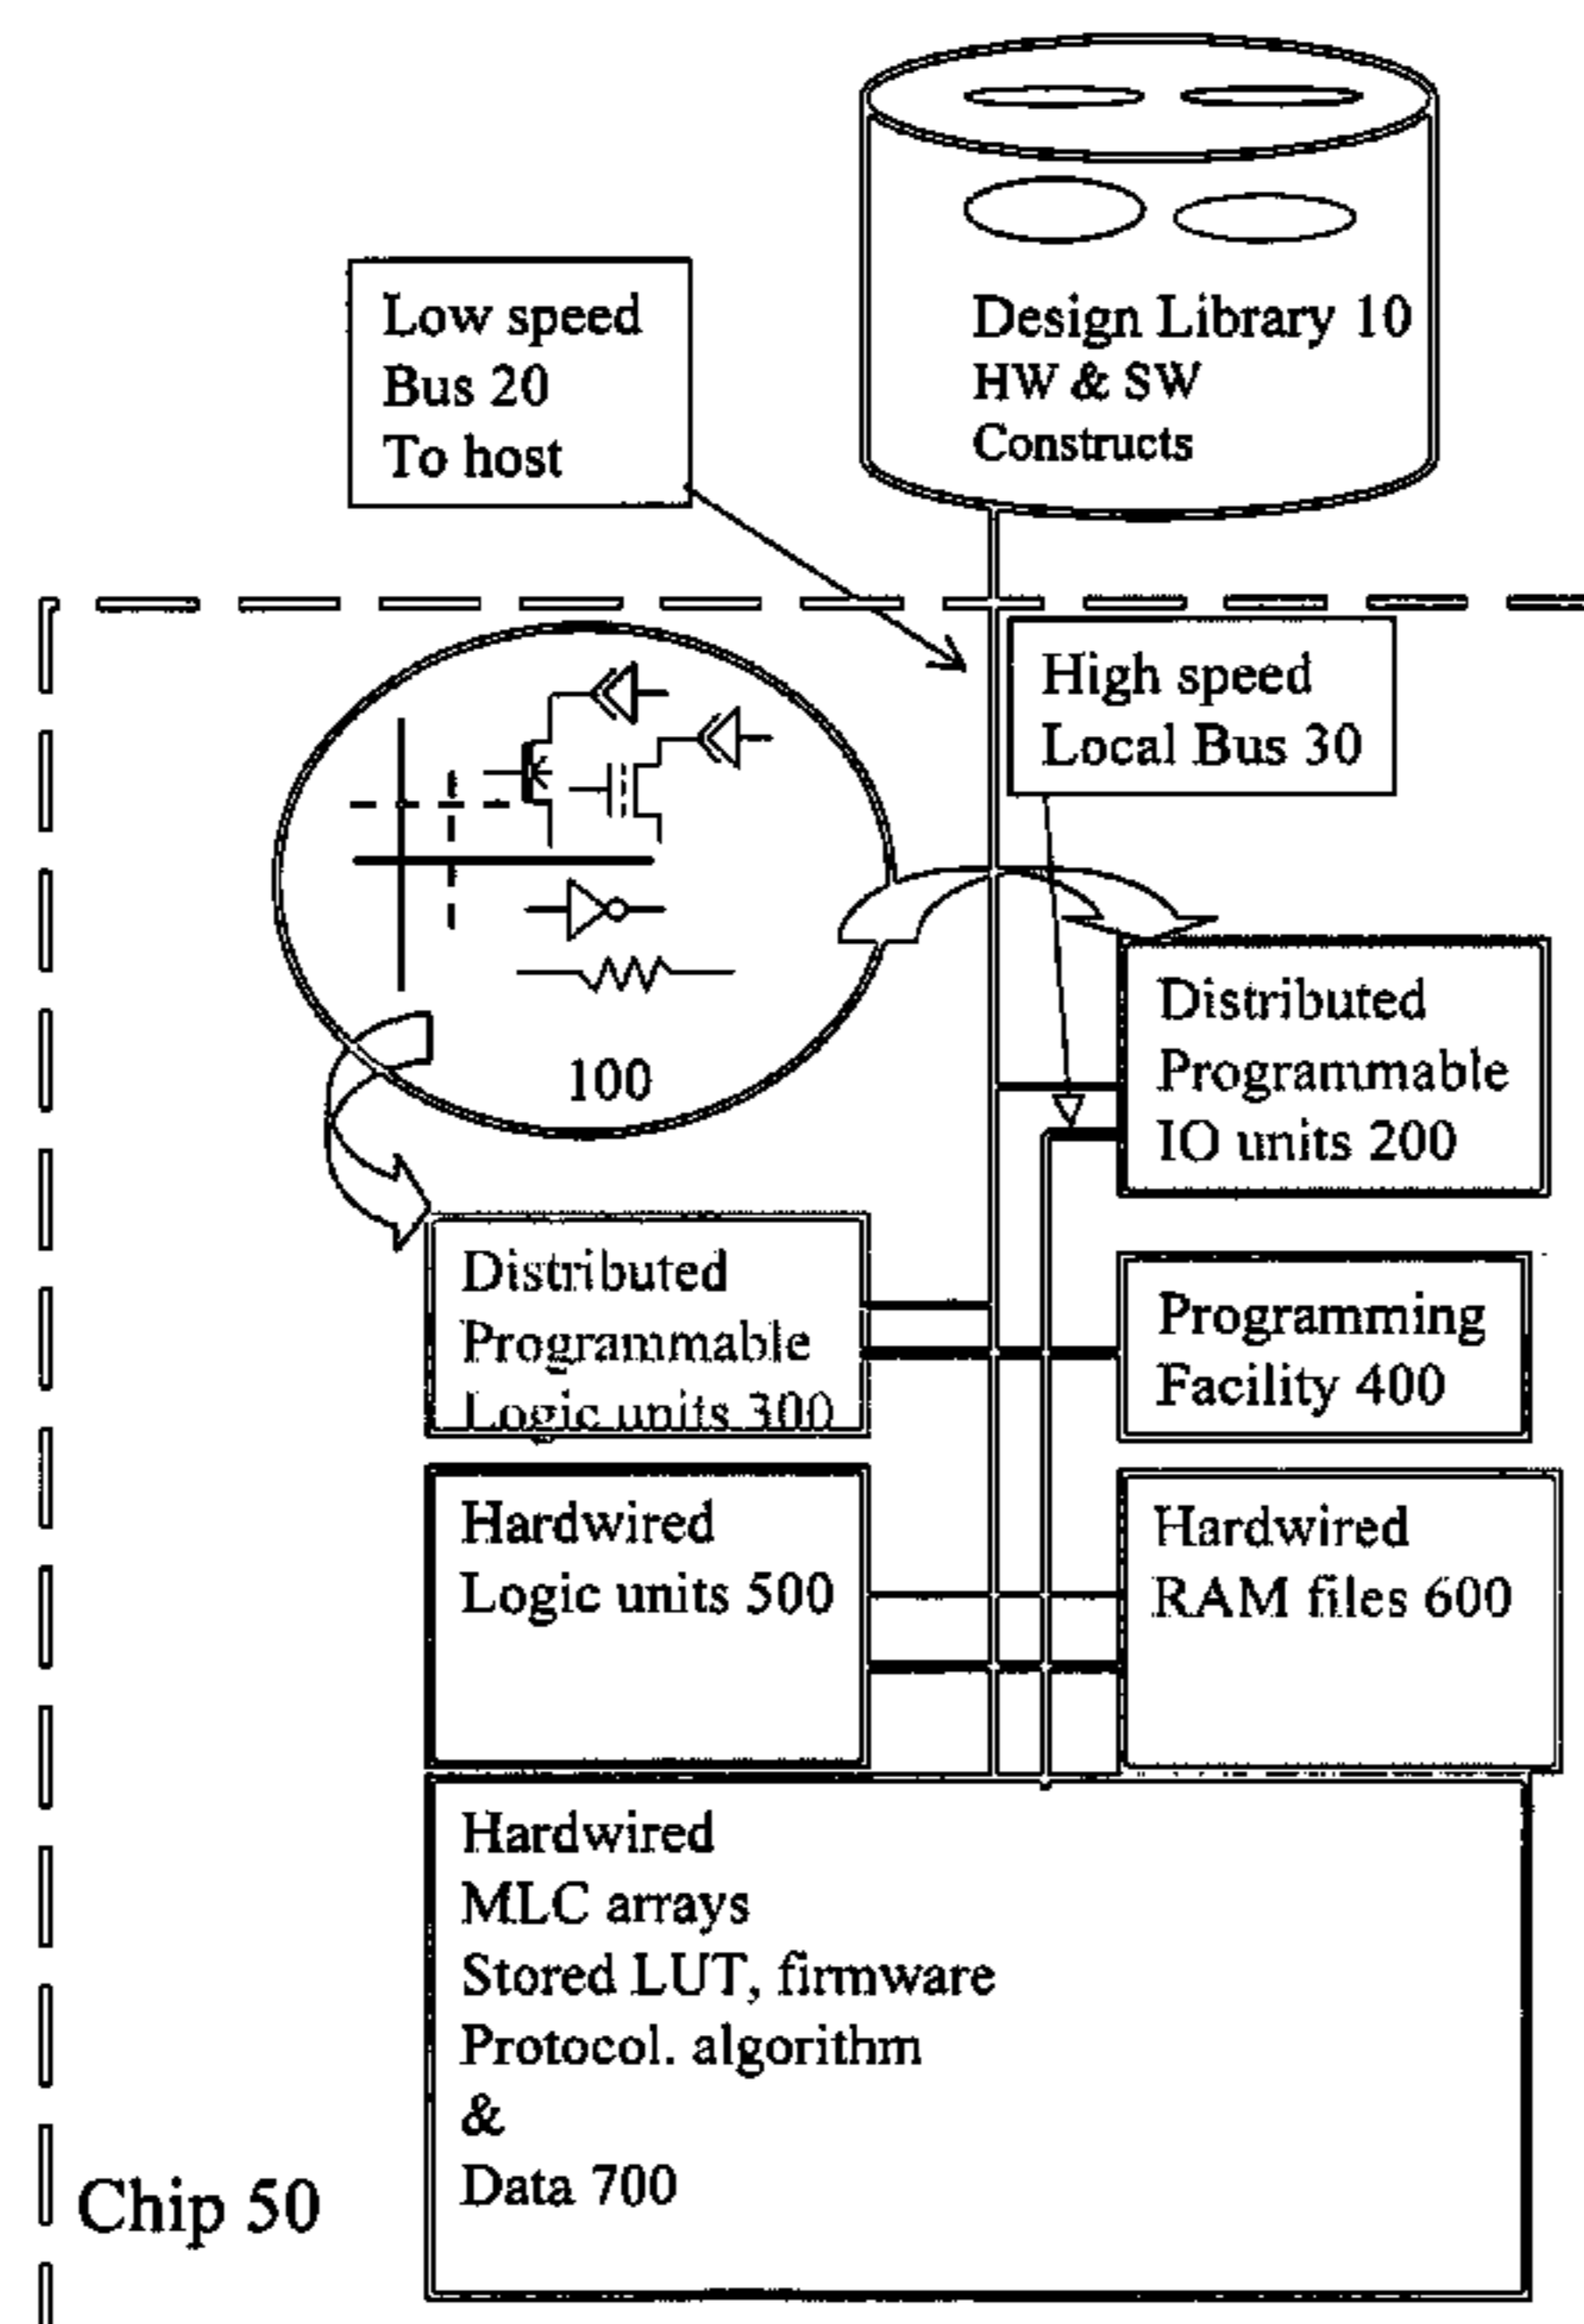 Design Library 10
HW & SW
Constructs
Low speed
Bus 20
To host
High speed
Local Bus 30
100
Distributed
Programmable
IO units 200
Distributed
Programmable
Logic units 300
Programming
Facility 400
Hardwired
Logic units 500
Hardwired
RAM files 600
Hardwired
MLC arrays
Stored LUT, firmware
Protocol. algorithm
&
Data 700
Chip 50